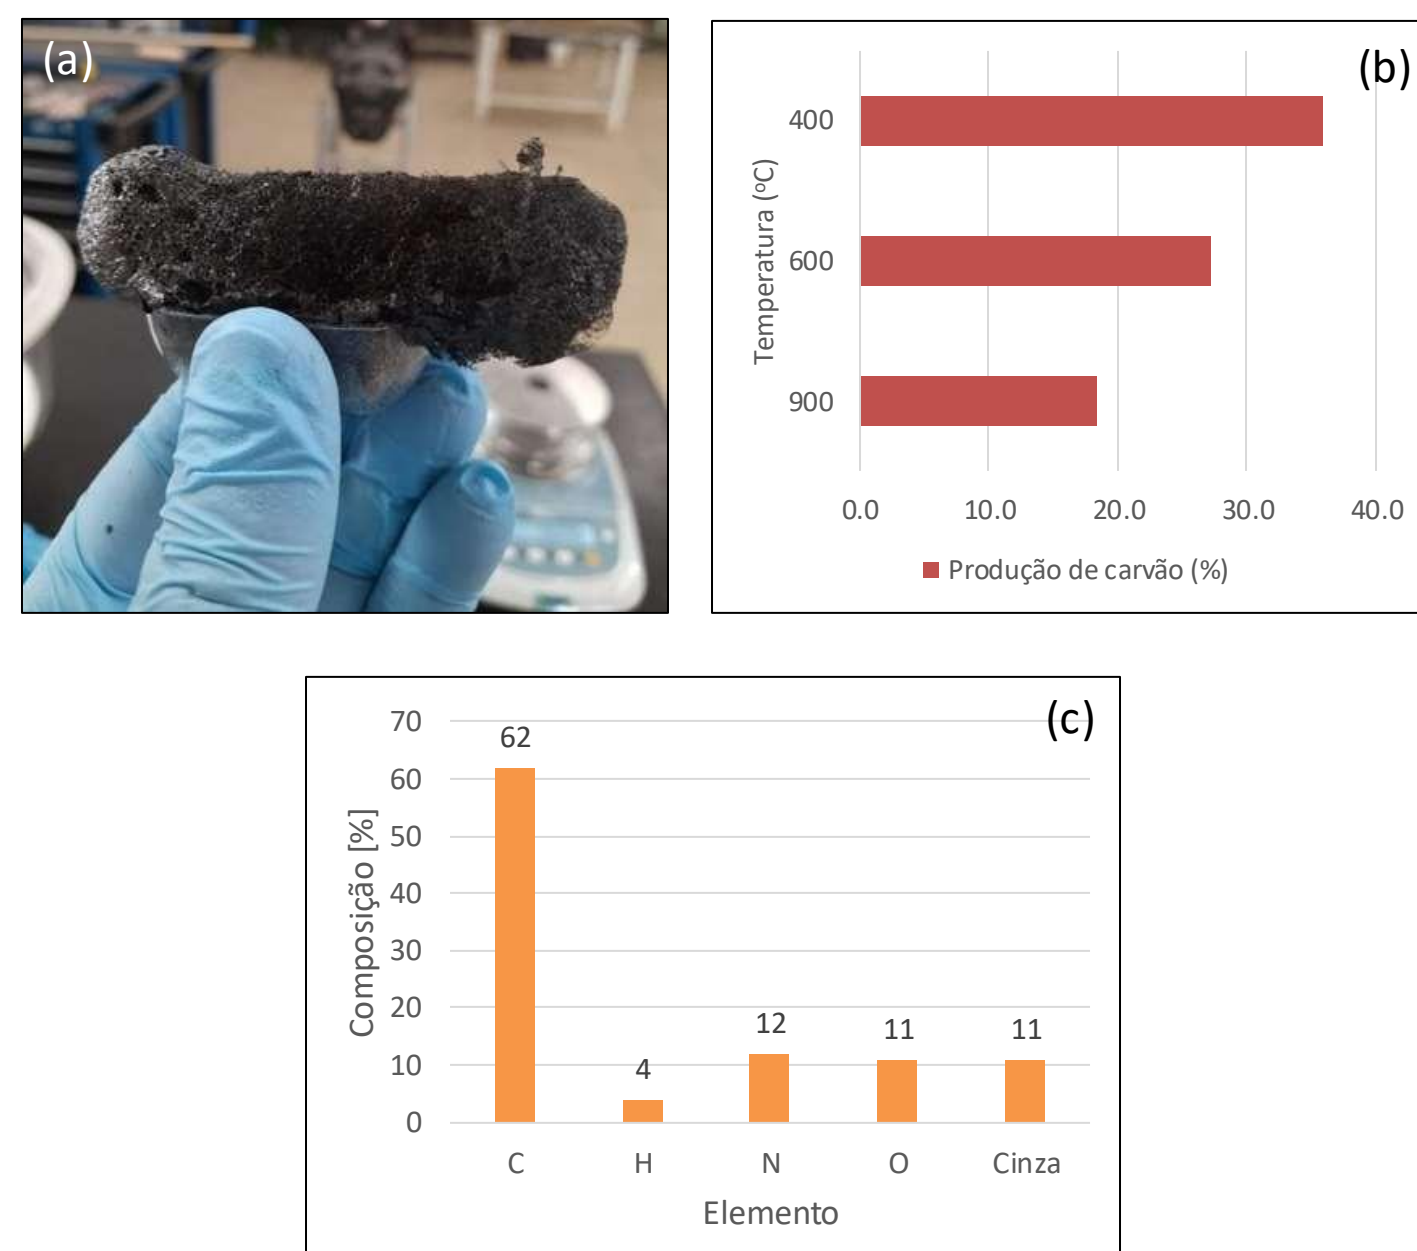 (a)
(b)
400
600
900
Temperatura (ºC)
0.0 10.0 20.0 30.0 40.0
Produção de carvão (%)
(c)
70
60
50
40
30
20
10
0
62
4
12
11
11
Composição [%]
C H N O Cinza
Elemento